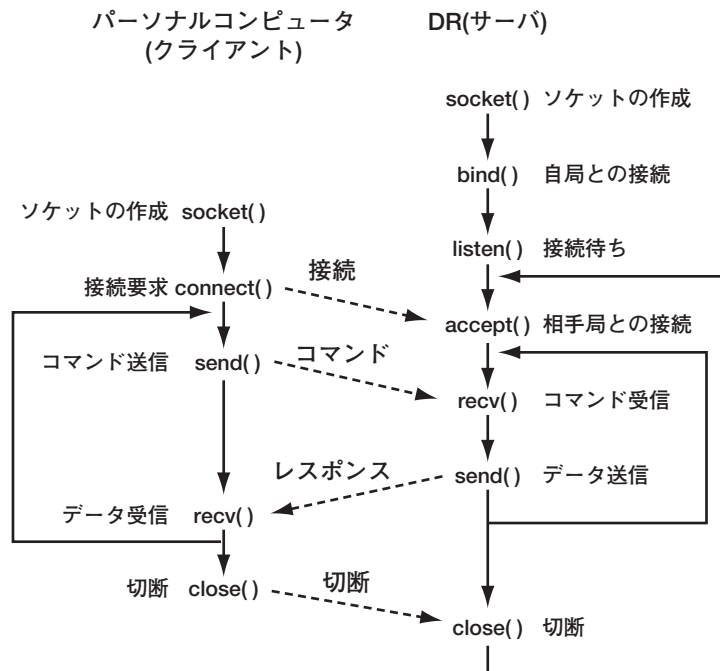 パーソナルコンピュータ
(クライアント)
DR(サーバ)
socket( ) ソケットの作成
bind( ) 自局との接続
ソケットの作成 socket( )
listen( ) 接続待ち
接続
接続要求 connect( )
accept( ) 相手局との接続
コマンド
コマンド送信 send( )
recv( ) コマンド受信
レスポンス
send( ) データ送信
データ受信 recv( )
切断
切断 close( )
close( ) 切断